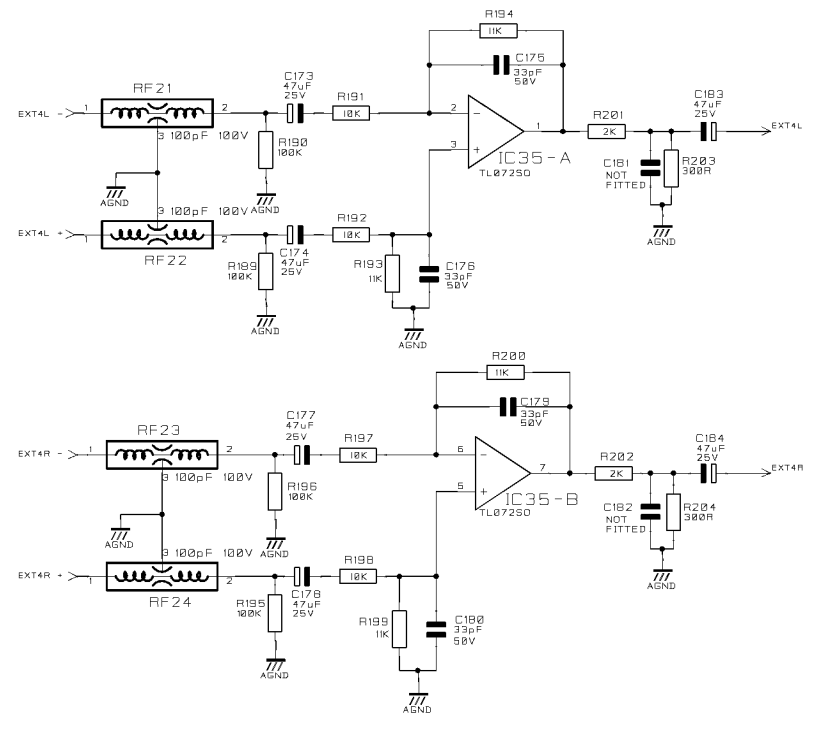 R194
11K
C175
33pF
50V
RF21
C173
47uF
25V
R191
10K
EXT4L -
1
2
3 100pF 100V
R190
100K
AGND
AGND
2
3
1
IC35-A
TL072SO
R201
2K
C183
47uF
25V
EXT4L
C181
NOT
FITTED
R203
300R
AGND
3 100pF 100V
EXT4L +
1
2
RF22
R189
100K
AGND
C174
47uF
25V
R192
10K
R193
11K
C176
33pF
50V
AGND
R200
11K
C179
33pF
50V
RF23
C177
47uF
25V
R197
10K
EXT4R -
1
2
3 100pF 100V
R196
100K
AGND
AGND
6
5
7
IC35-B
TL072SO
R202
2K
C184
47uF
25V
EXT4R
C182
NOT
FITTED
R204
300R
AGND
3 100pF 100V
EXT4R +
1
2
RF24
R195
100K
AGND
C178
47uF
25V
R198
10K
R199
11K
C180
33pF
50V
AGND